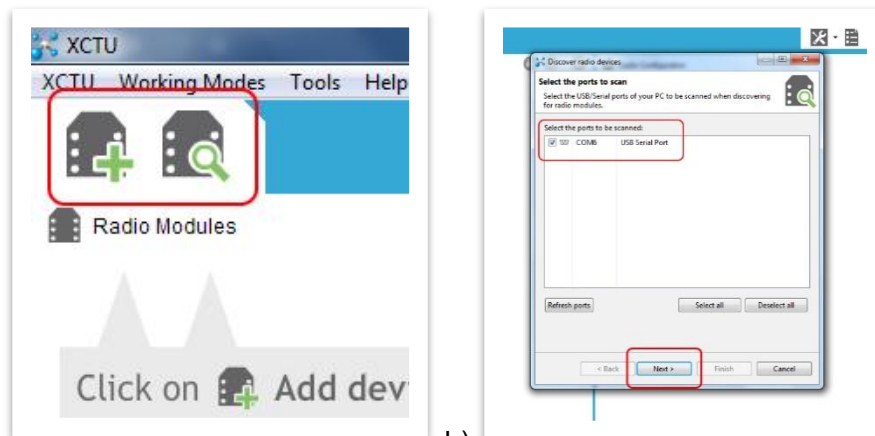 XCTU
XCTU Working Modes Tools Help
Radio Modules
Click on Add dev
Discover radio devices
Select the ports to scan
Select the USB/Serial ports of your PC to be scanned when discovering
for radio modules.
Select the ports to be scanned:
COM6 USB Serial Port
Refresh ports Select all Deselect all
< Back Next > Finish Cancel